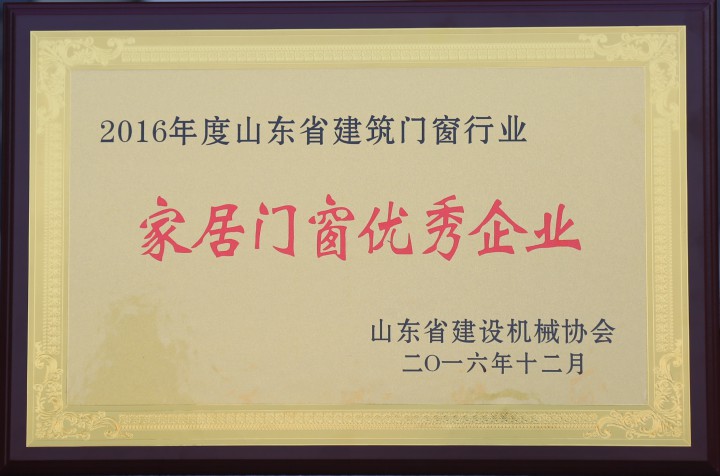 2016年度山东省建筑门窗行业
家居门窗优秀企业
山东省建设机械协会
二〇一六年十二月